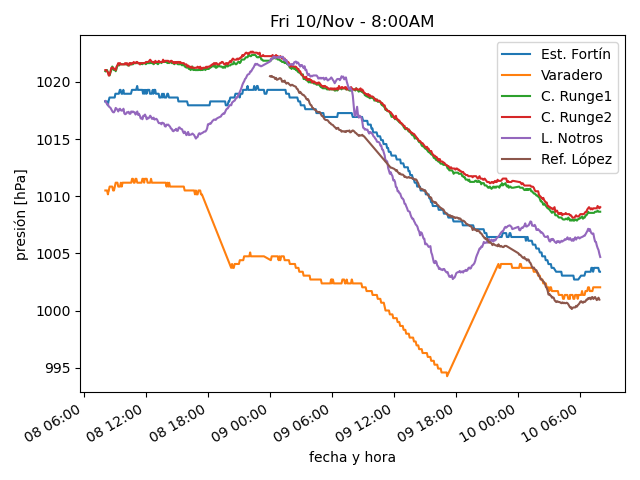 Fri 10/Nov - 8:00AM
Est. Fortín
Varadero
C. Runge1
C. Runge2
L. Notros
Ref. López
presión [hPa]
1020
1015
1010
1005
1000
995
08 06:00
08 12:00
08 18:00
09 00:00
09 06:00
09 12:00
09 18:00
10 00:00
10 06:00
fecha y hora